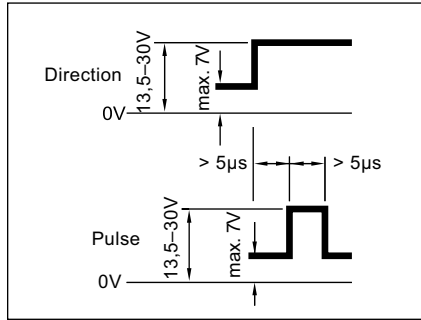 Direction
13,5–30V
max. 7V
0V
> 5µs
> 5µs
Pulse
13,5–30V
max. 7V
0V